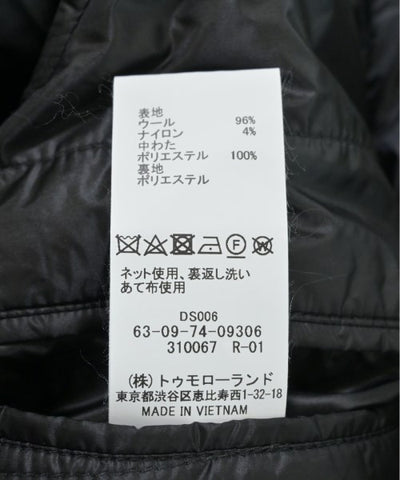 表地
ウール 96%
ナイロン 4%
中わた
ポリエステル 100%
裏地
ポリエステル
ネット使用、裏返し洗い
あて布使用
DS006
63-09-74-09306
310067 R-01
(株)トゥモローランド
東京都渋谷区恵比寿西1-32-18
MADE IN VIETNAM